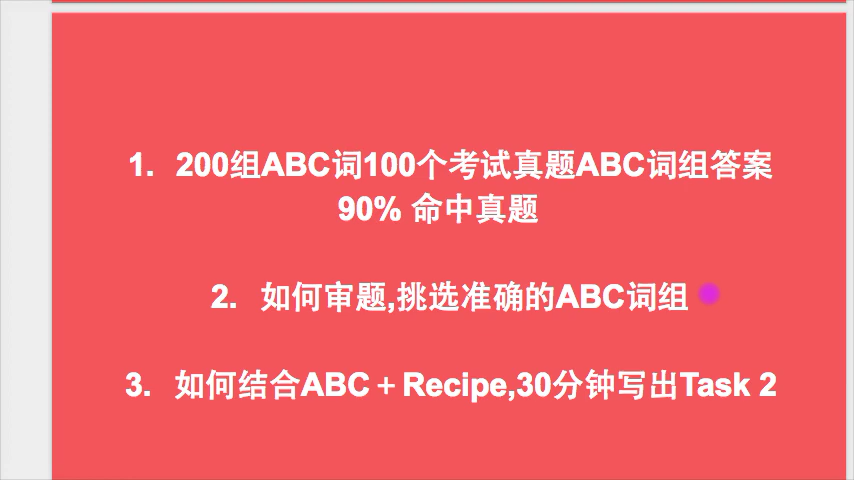 1. 200组ABC词100个考试真题ABC词组答案
90% 命中真题
2. 如何审题,挑选准确的ABC词组
3. 如何结合ABC＋Recipe,30分钟写出Task 2